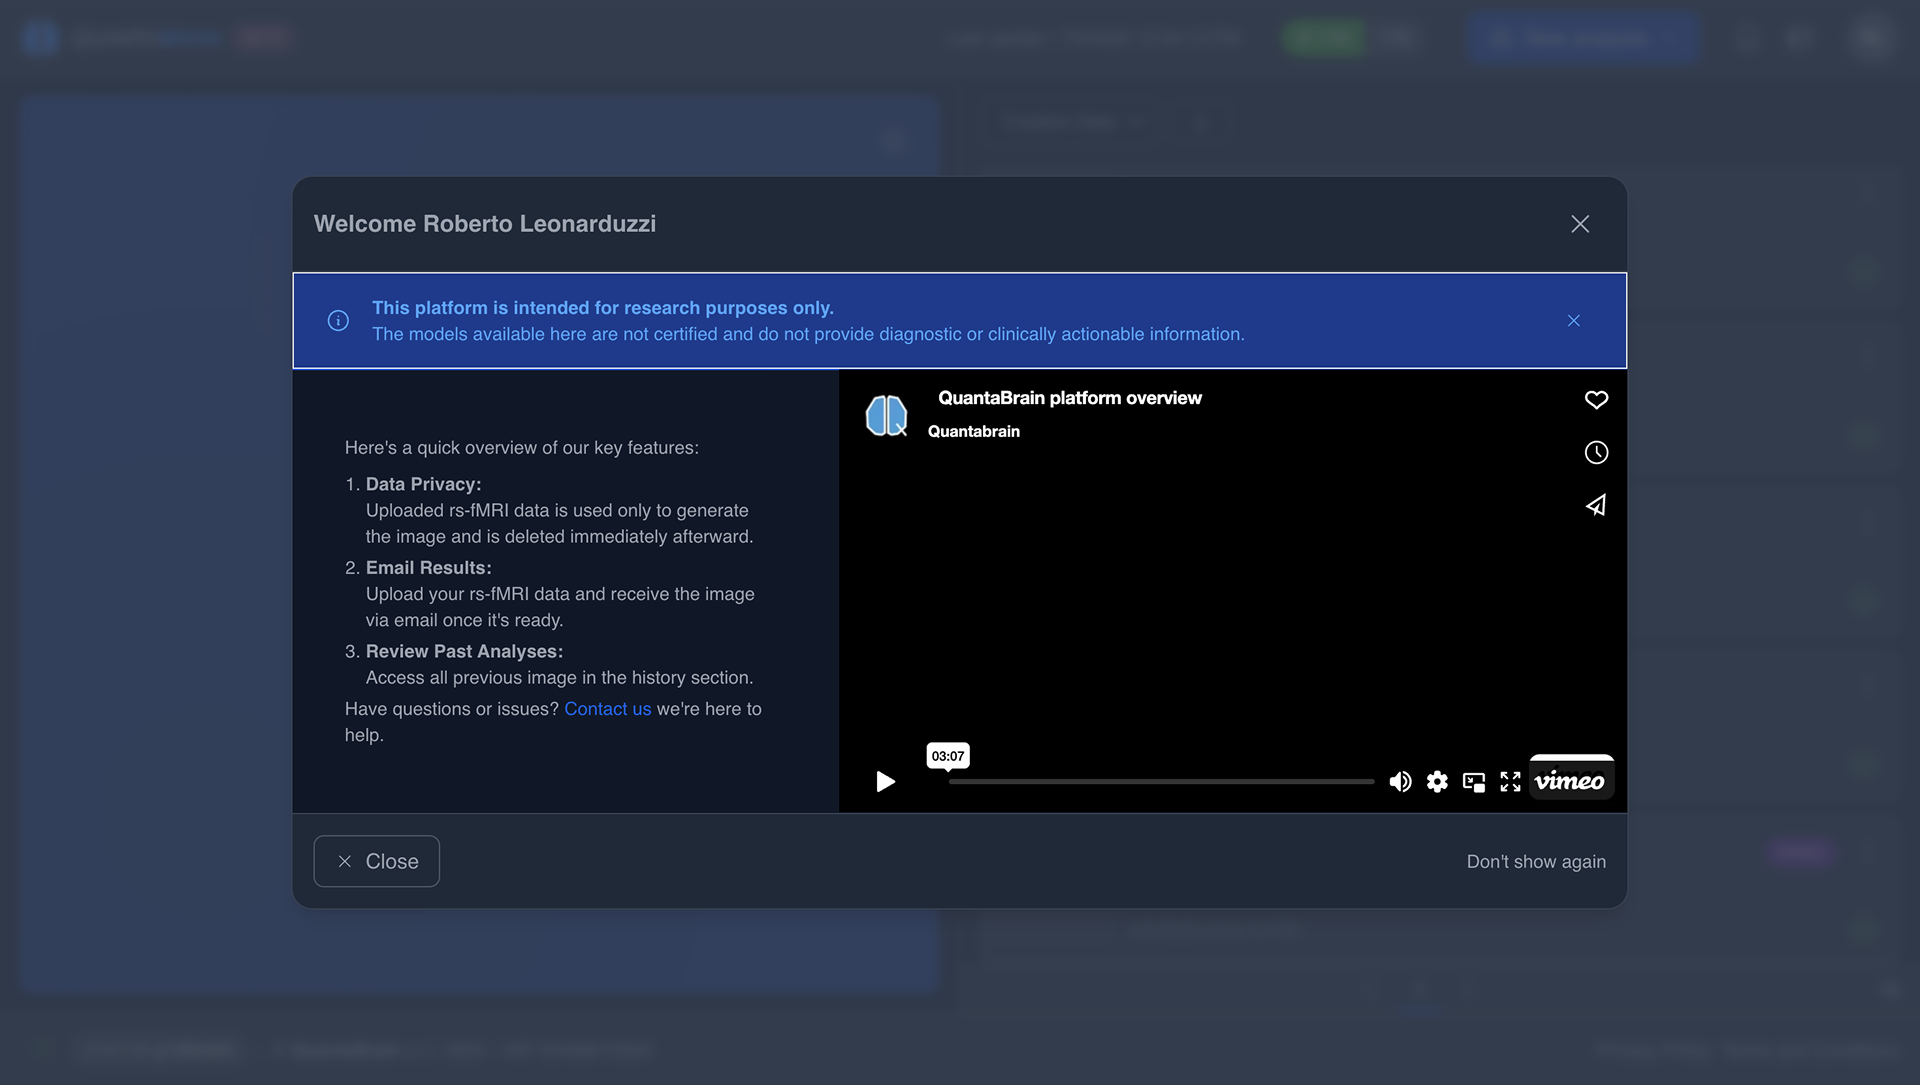 Welcome Roberto Leonarduzzi
This platform is intended for research purposes only.
The models available here are not certified and do not provide diagnostic or clinically actionable information.
Here's a quick overview of our key features:
1. Data Privacy:
Uploaded rs-fMRI data is used only to generate
the image and is deleted immediately afterward.
2. Email Results:
Upload your rs-fMRI data and receive the image
via email once it's ready.
3. Review Past Analyses:
Access all previous image in the history section.
Have questions or issues? Contact us we're here to
help.
QuantaBrain platform overview
Quantabrain
03:07
vimeo
Close
Don't show again